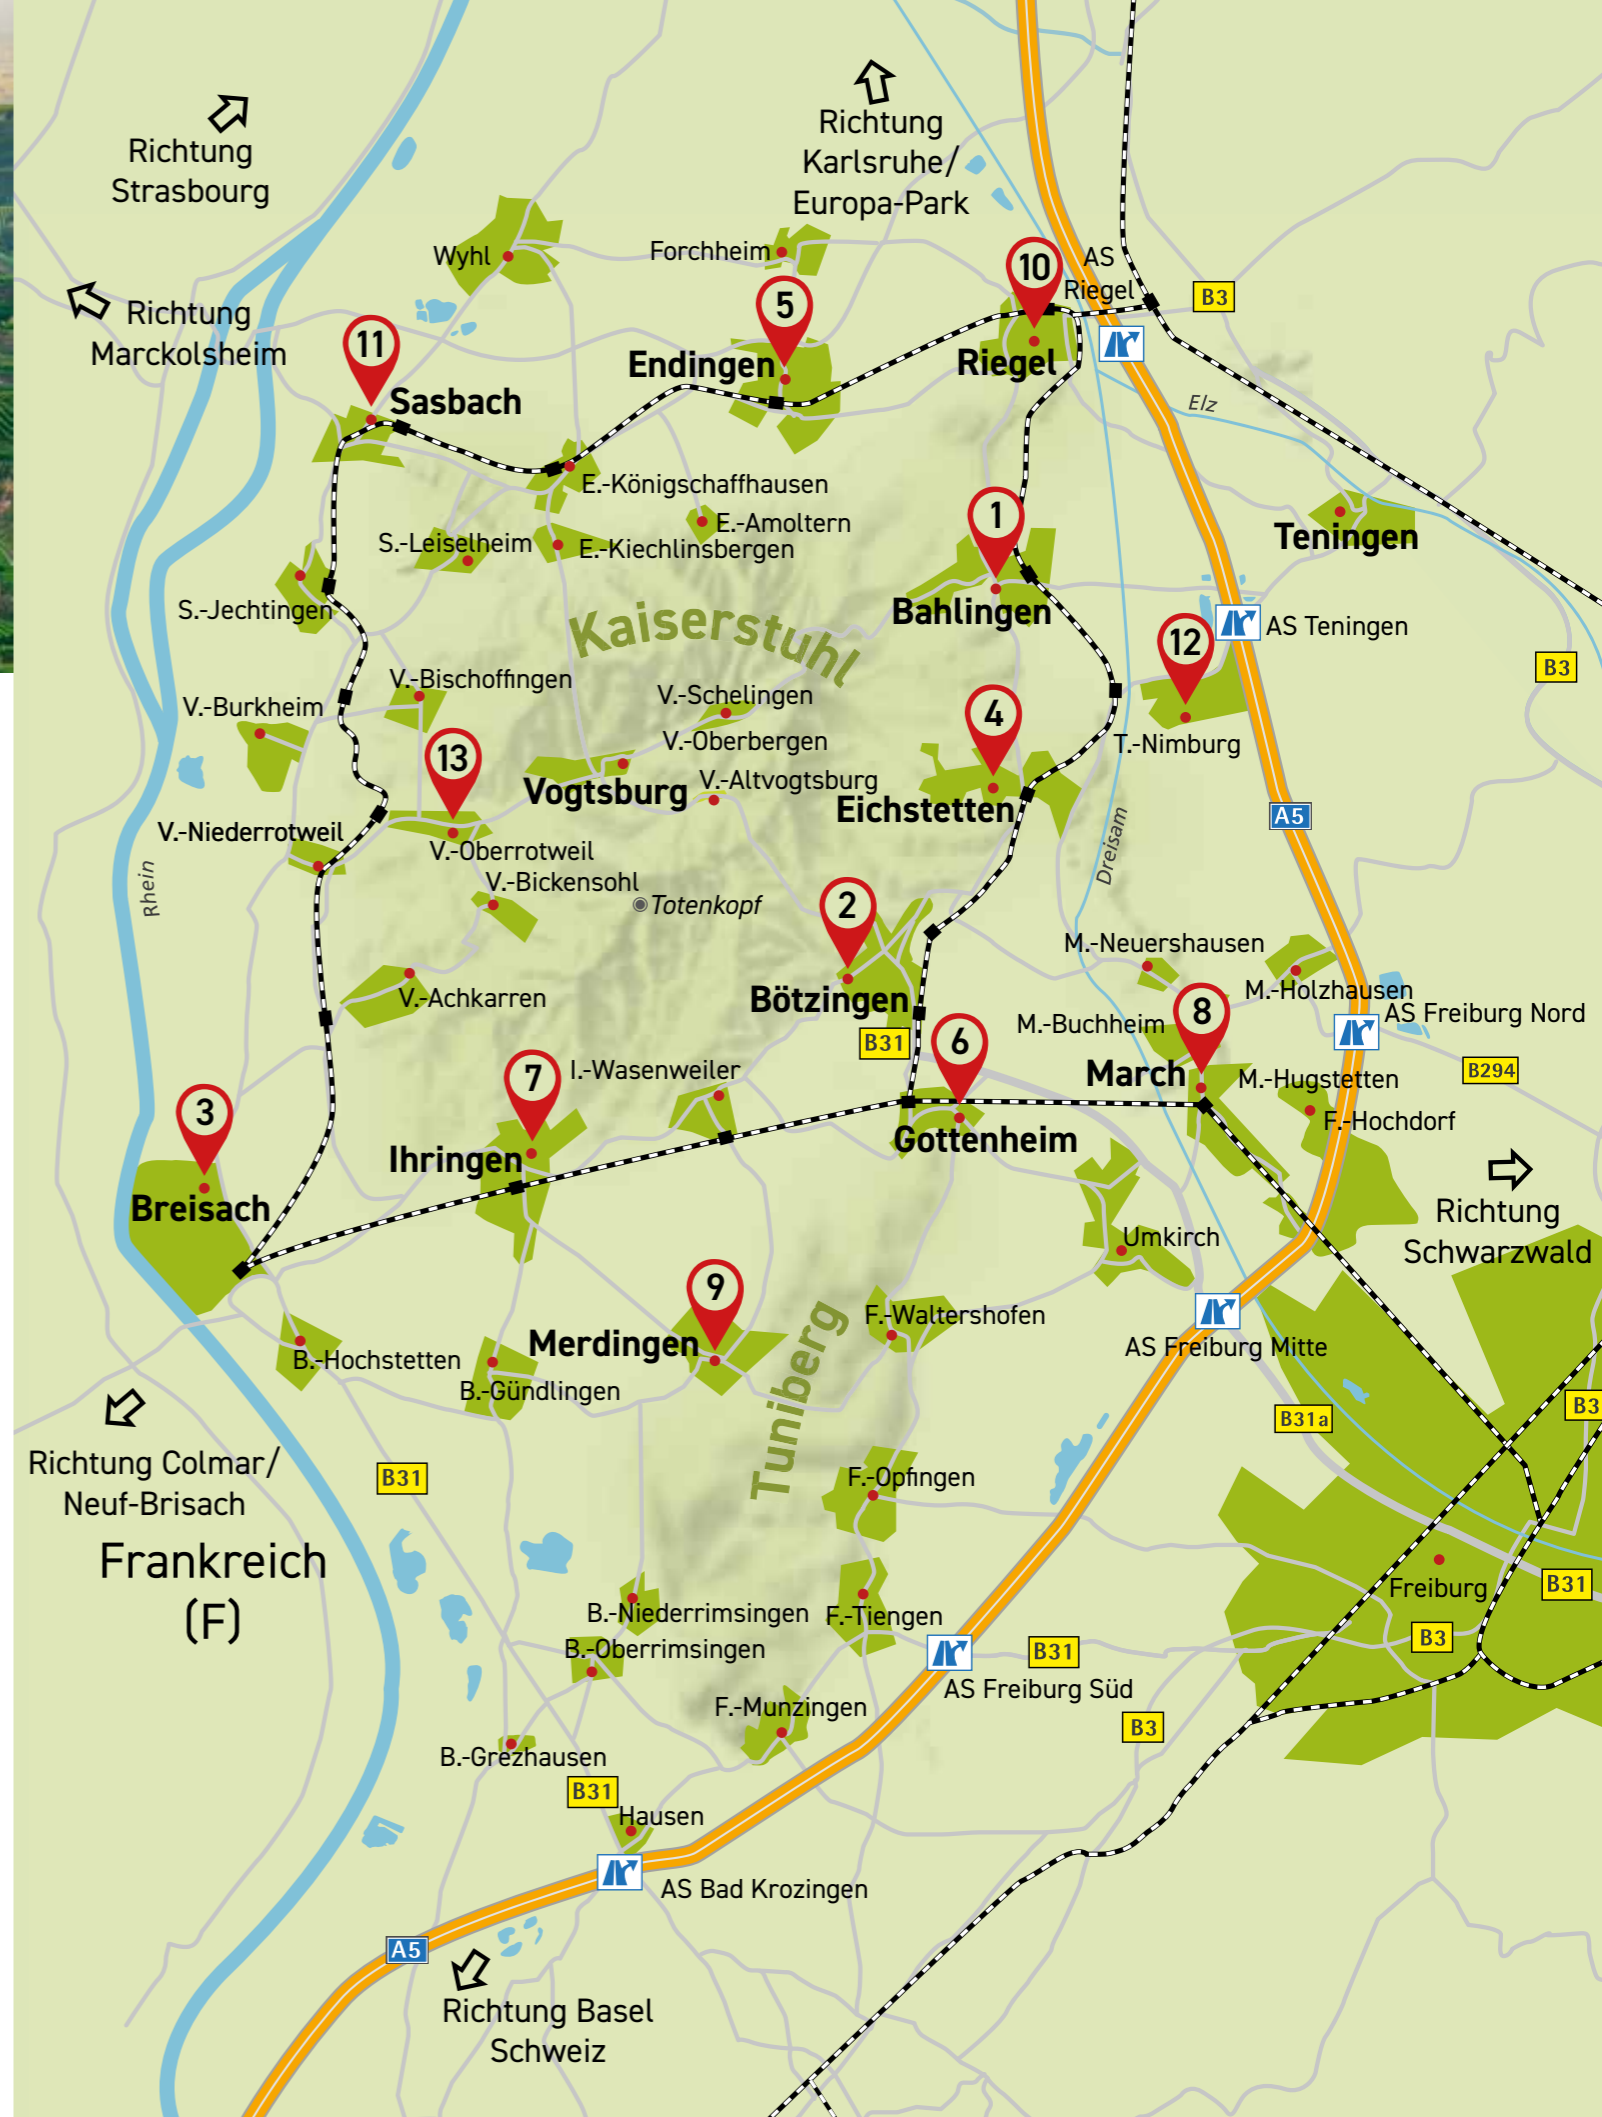 Richtung
Strasbourg
Richtung
Karlsruhe/
Europa-Park
Wyhl
Forchheim
10
AS
Riegel
B3
5
Richtung
Marckolsheim
11
Endingen
Riegel
Sasbach
Elz
E.-Königschaffhausen
1
E.-Amoltern
Teningen
S.-Leiselheim
E.-Kiechlinsbergen
S.-Jechtingen
Bahlingen
Kaiserstuhl
12
AS Teningen
B3
V.-Bischoffingen
V.-Schelingen
V.-Burkheim
4
V.-Oberbergen
T.-Nimburg
13
Vogtsburg
V.-Altvogtsburg
Eichstetten
A5
V.-Niederrotweil
V.-Oberrotweil
Dreisam
Rhein
V.-Bickensohl
Totenkopf
2
M.-Neuershausen
V.-Achkarren
Bötzingen
M.-Holzhausen
8
AS Freiburg Nord
M.-Buchheim
B31
6
I.-Wasenweiler
March
M.-Hugstetten
B294
7
3
F.-Hochdorf
Gottenheim
Ihringen
Breisach
Richtung
Schwarzwald
Umkirch
9
F.-Waltershofen
Merdingen
AS Freiburg Mitte
B.-Hochstetten
B.-Gündlingen
Tuniberg
B31a
B3
Richtung Colmar/
Neuf-Brisach
B31
F.-Opfingen
Frankreich
(F)
Freiburg
B31
B.-Niederrimsingen
F.-Tiengen
B3
B.-Oberrimsingen
B31
AS Freiburg Süd
F.-Munzingen
B3
B.-Grezhausen
B31
Hausen
AS Bad Krozingen
A5
Richtung Basel
Schweiz